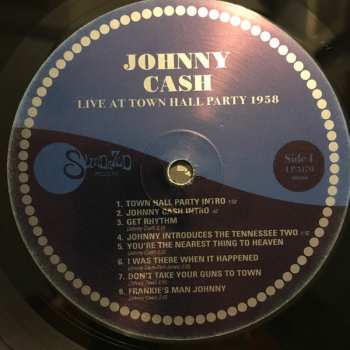 JOHNNY
CASH
LIVE AT TOWN HALL PARTY 1958
Sundazed
Side 1
1. TOWN HALL PARTY INTRO
2. JOHNNY CASH INTRO
3. GET RHYTHM
4. JOHNNY INTRODUCES THE TENNESSEE TWO
5. YOU'RE THE NEAREST THING TO HEAVEN
6. I WAS THERE WHEN IT HAPPENED
7. DON'T TAKE YOUR GUNS TO TOWN
8. FRANKIE'S MAN JOHNNY